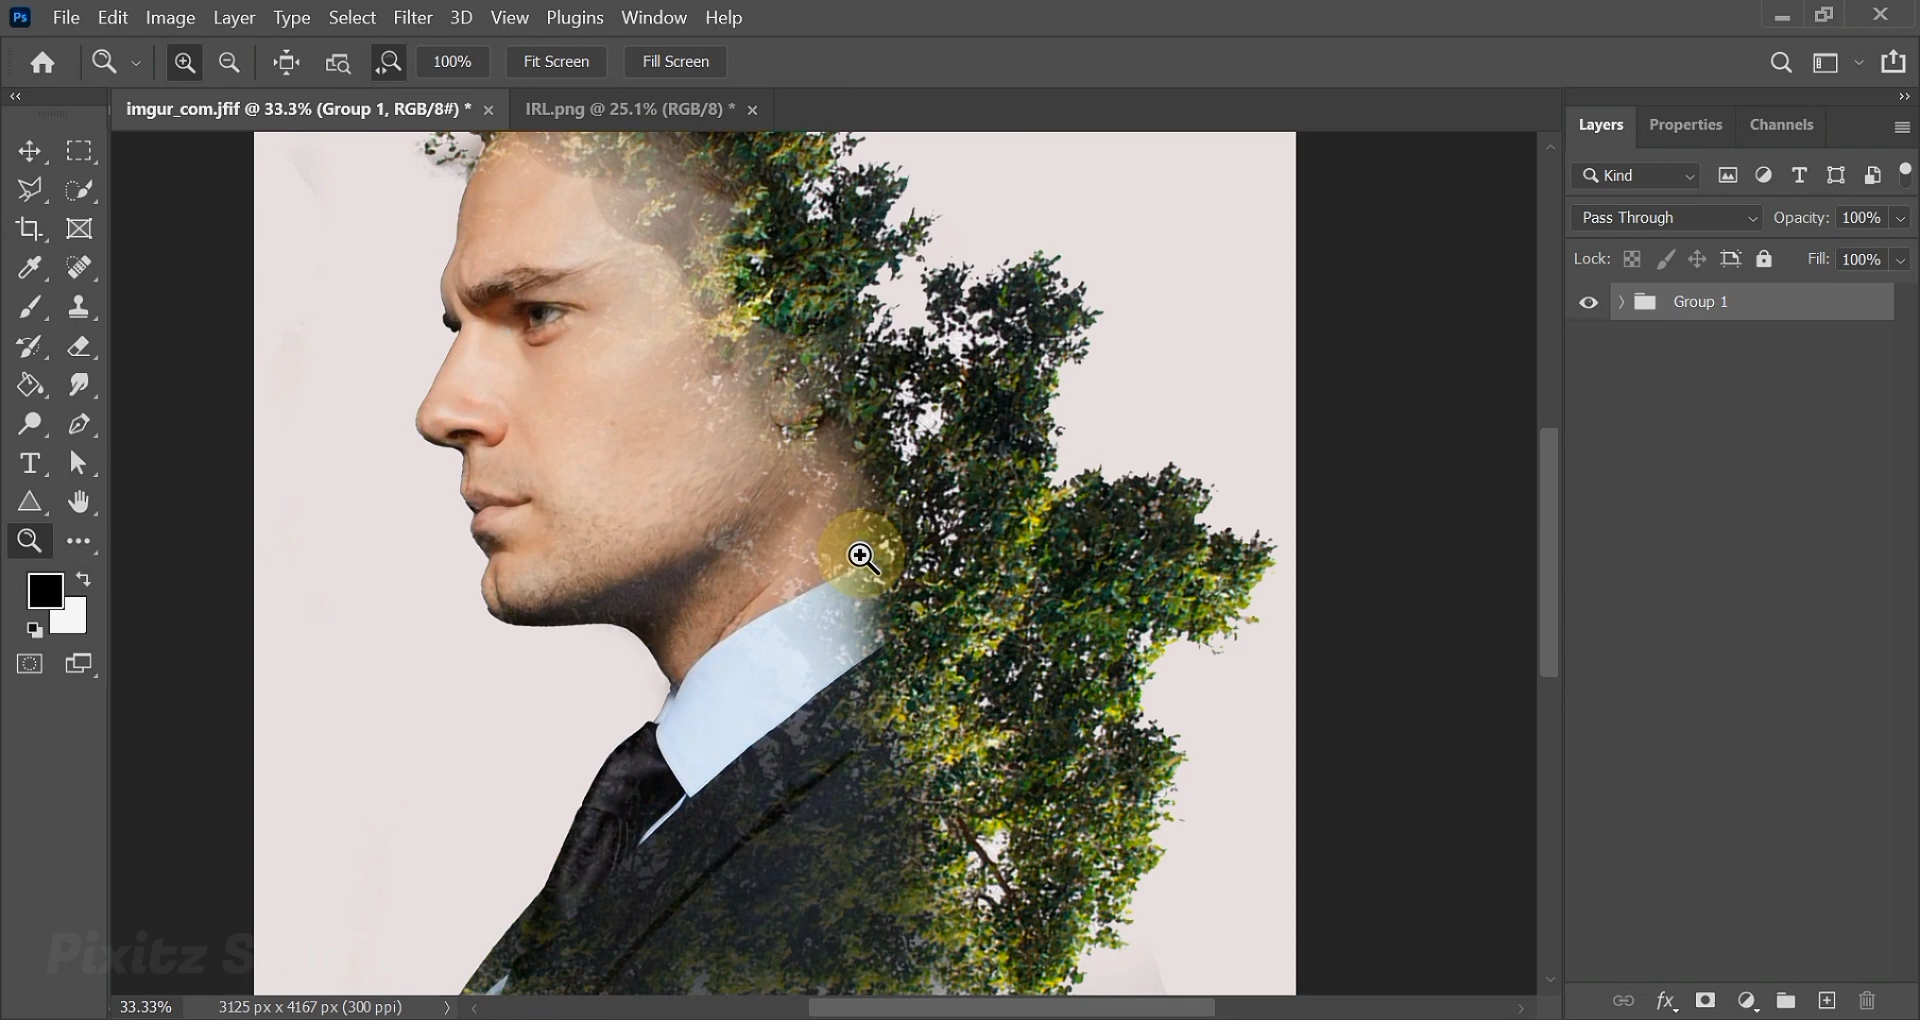 Ps File Edit Image Layer Type Select Filter 3D View Plugins Window Help
100% Fit Screen Fill Screen
imgur_com.jfif @ 33.3% (Group 1, RGB/8#) * IRL.png @ 25.1% (RGB/8) *
Layers Properties Channels
Kind
Pass Through Opacity: 100%
Lock: Fill: 100%
Group 1
Pixitz
33.33% 3125 px x 4167 px (300 ppi)
fx